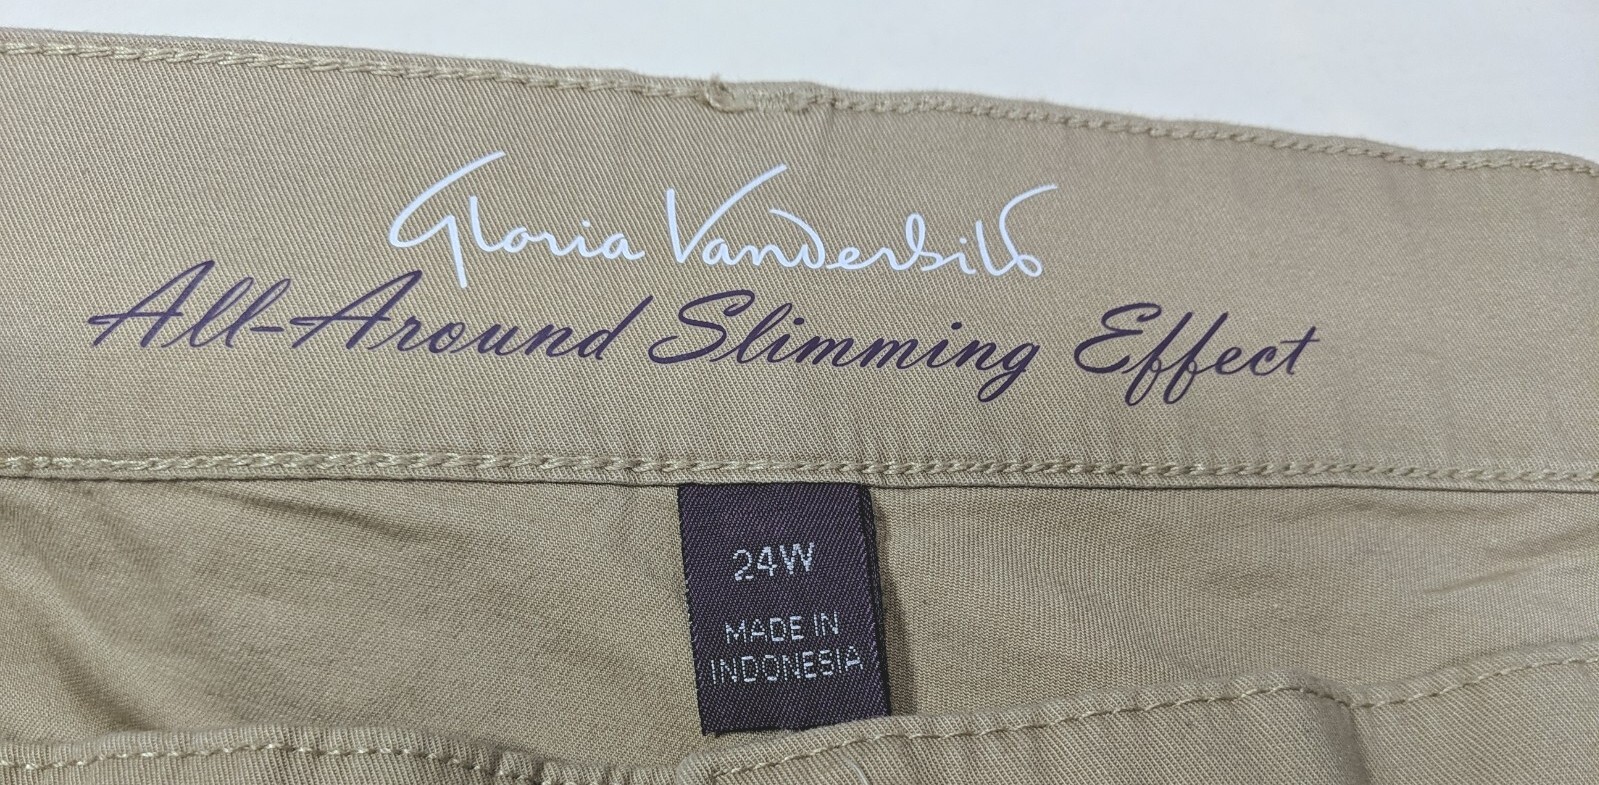 Gloria Vanderbilt
All-Around Slimming Effect
24W
MADE IN
INDONESIA